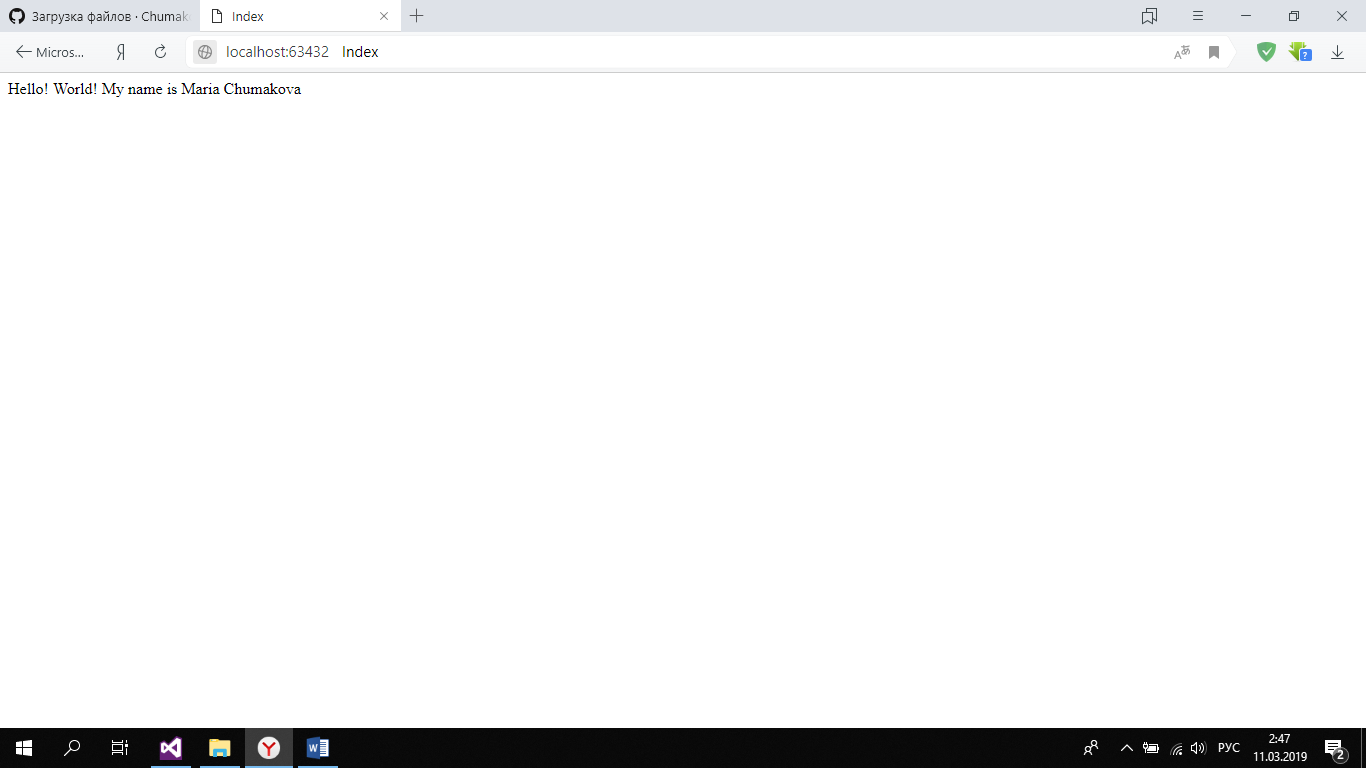 Загрузка файлов · Chumak
Index
Micros...
Я
localhost:63432 Index
Hello! World! My name is Maria Chumakova
РУС
2:47
11.03.2019
2